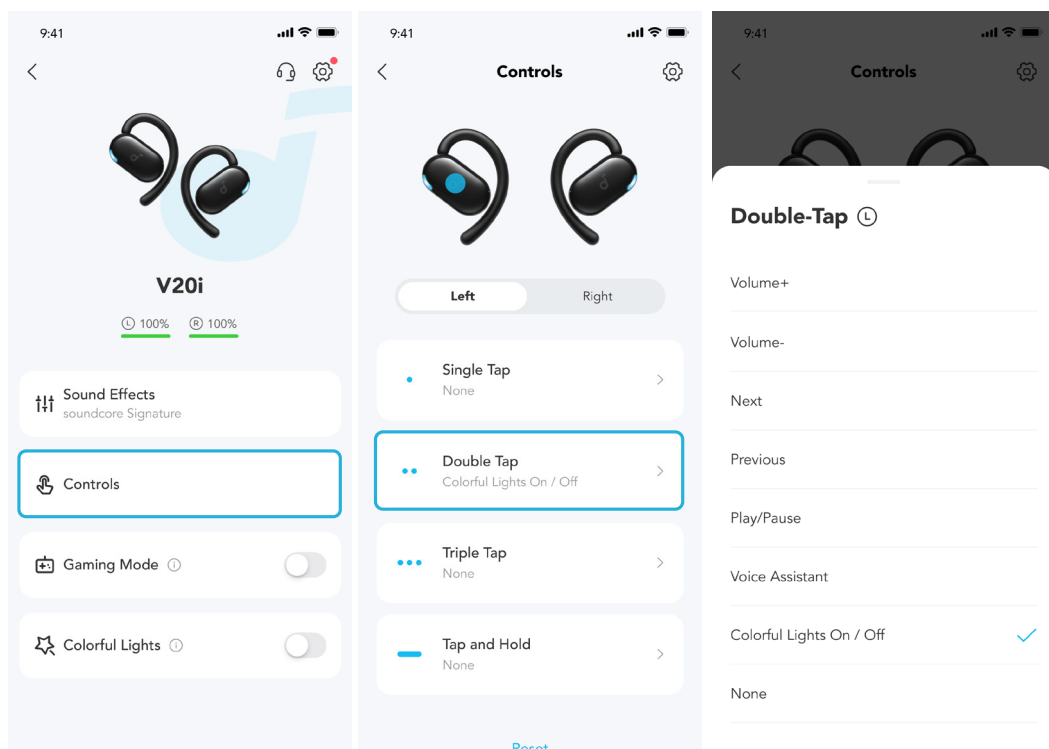 9:41
V20i
L 100% R 100%
Sound Effects
soundcore Signature
Controls
Gaming Mode
Colorful Lights
9:41
Controls
Left Right
Single Tap
None
Double Tap
Colorful Lights On / Off
Triple Tap
None
Tap and Hold
None
Reset
9:41
Controls
Double-Tap L
Volume+
Volume-
Next
Previous
Play/Pause
Voice Assistant
Colorful Lights On / Off
None